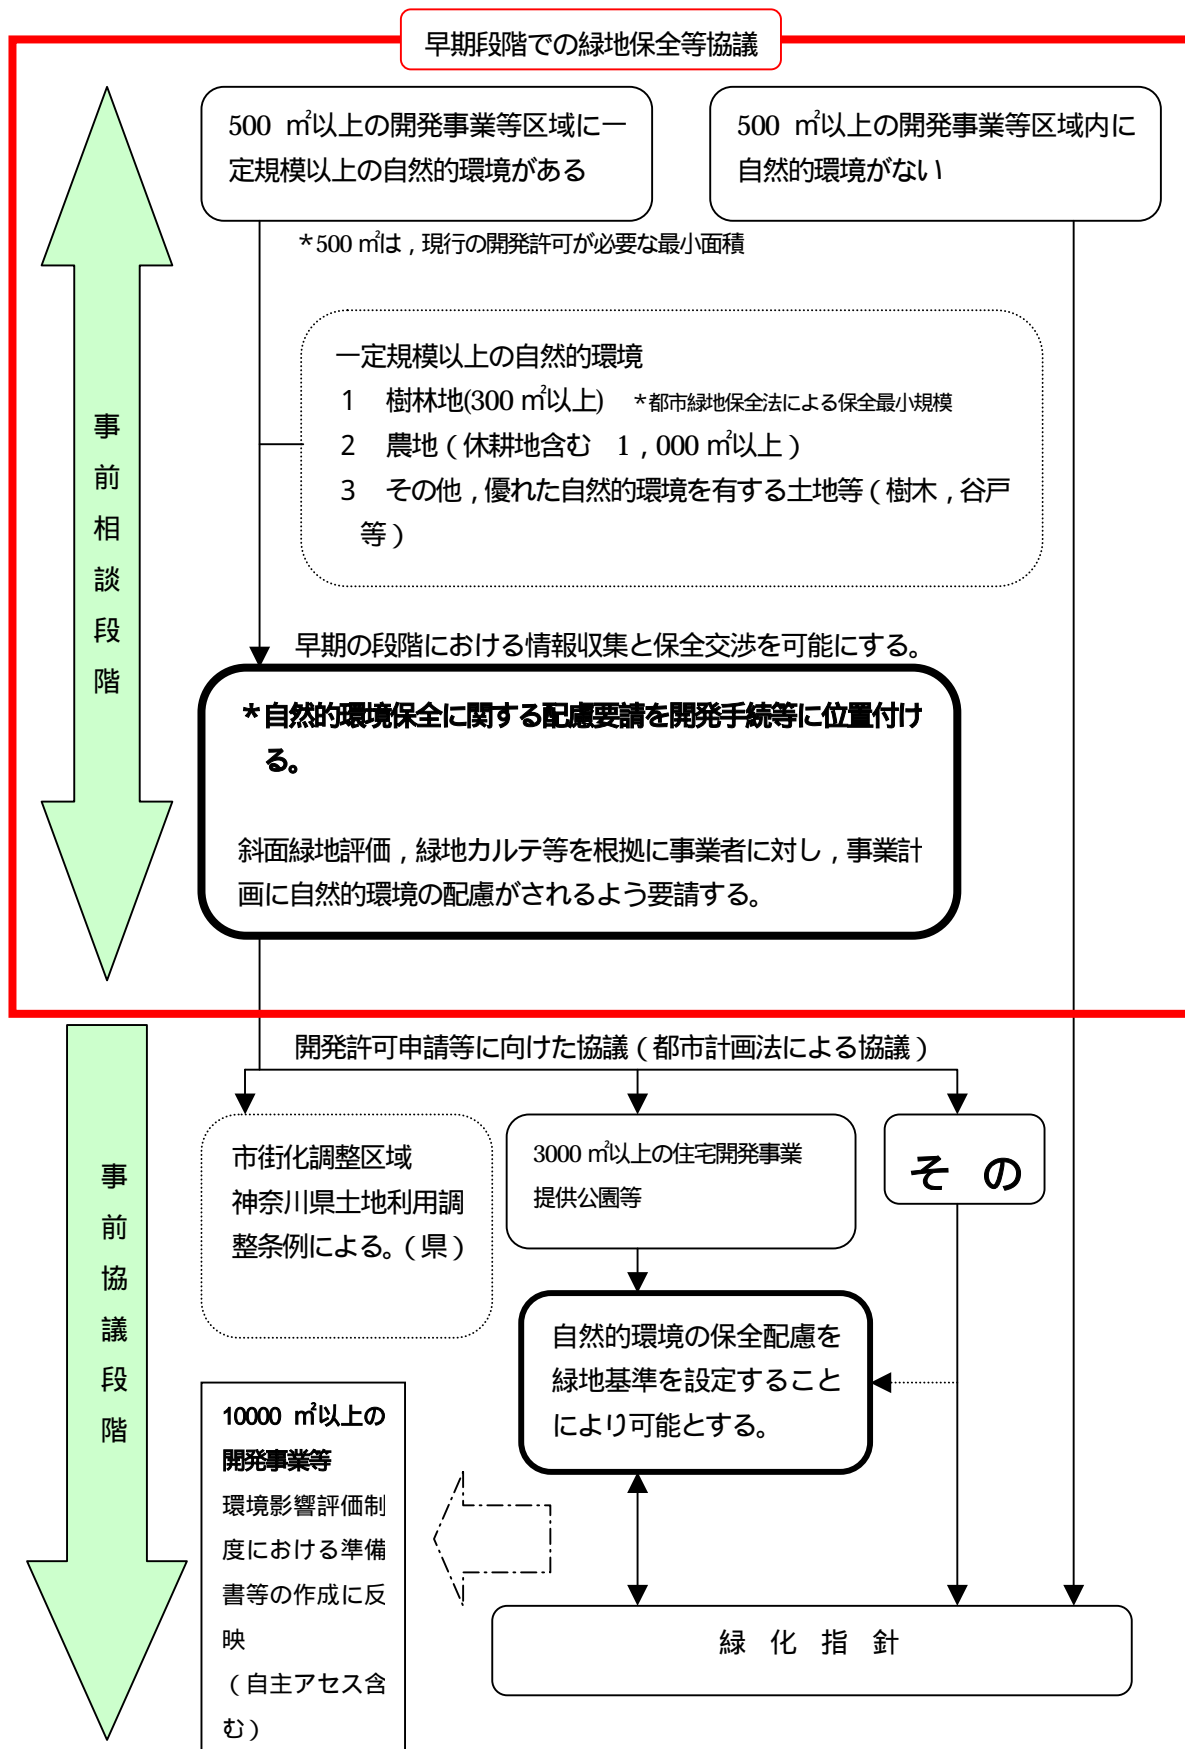 早期段階での緑地保全等協議
500 ㎡以上の開発事業等区域に一
定規模以上の自然的環境がある
500 ㎡以上の開発事業等区域内に
自然的環境がない
*500 ㎡は，現行の開発許可が必要な最小面積
一定規模以上の自然的環境
1 樹林地(300 ㎡以上) *都市緑地保全法による保全最小規模
2 農地（休耕地含む 1，000 ㎡以上）
3 その他，優れた自然的環境を有する土地等（樹木，谷戸
等）
事前相談段階
早期の段階における情報収集と保全交渉を可能にする。
*自然的環境保全に関する配慮要請を開発手続等に位置付け
る。
斜面緑地評価，緑地カルテ等を根拠に事業者に対し，事業計
画に自然的環境の配慮がされるよう要請する。
開発許可申請等に向けた協議（都市計画法による協議）
事前協議段階
市街化調整区域
神奈川県土地利用調
整条例による。（県）
3000 ㎡以上の住宅開発事業
提供公園等
そ の
自然的環境の保全配慮を
緑地基準を設定すること
により可能とする。
10000 ㎡以上の
開発事業等
環境影響評価制
度における準備
書等の作成に反
映
（自主アセス含
む）
緑 化 指 針